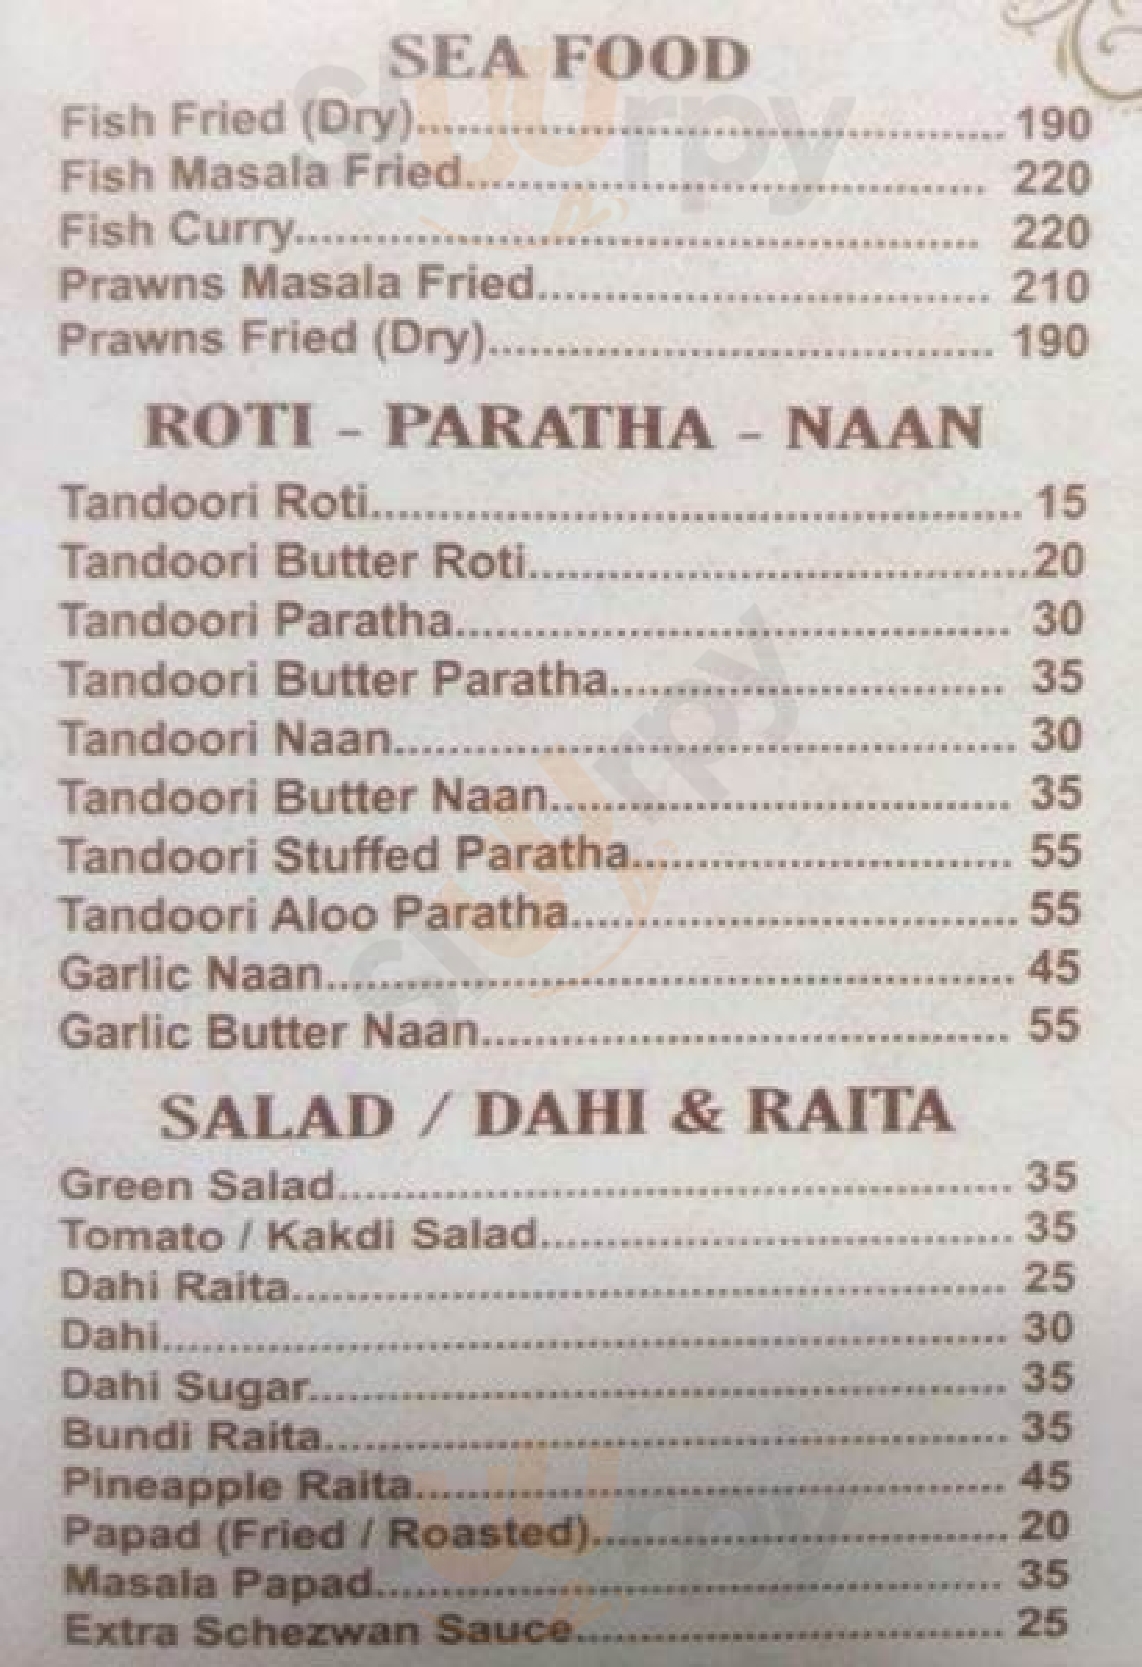 SEA FOOD
Fish Fried (Dry)........................................... 190
Fish Masala Fried...................................... 220
Fish Curry.................................................. 220
Prawns Masala Fried................................. 210
Prawns Fried (Dry)..................................... 190
ROTI - PARATHA - NAAN
Tandoori Roti................................................ 15
Tandoori Butter Roti.....................................20
Tandoori Paratha......................................... 30
Tandoori Butter Paratha............................. 35
Tandoori Naan.............................................. 30
Tandoori Butter Naan.................................. 35
Tandoori Stuffed Paratha............................ 55
Tandoori Aloo Paratha................................. 55
Garlic Naan................................................... 45
Garlic Butter Naan....................................... 55
SALAD / DAHI & RAITA
Green Salad.................................................. 35
Tomato / Kakdi Salad................................... 35
Dahi Raita..................................................... 25
Dahi............................................................... 30
Dahi Sugar.................................................... 35
Bundi Raita................................................... 35
Pineapple Raita............................................ 45
Papad (Fried / Roasted)............................... 20
Masala Papad............................................... 35
Extra Schezwan Sauce................................ 25
sluurpy
sluurpy
sluurpy